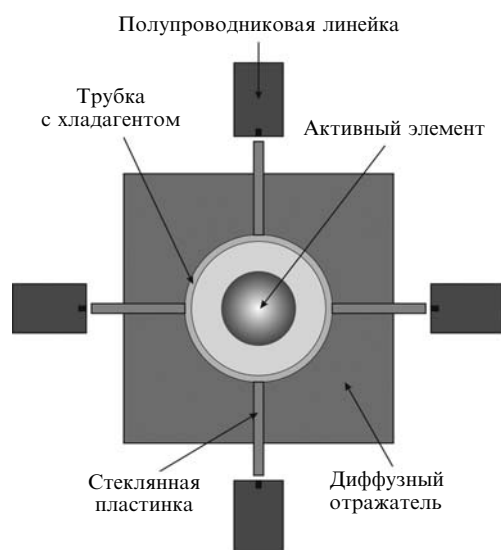 Полупроводниковая линейка
Трубка
с хладагентом
Активный элемент
Стеклянная
пластинка
Диффузный
отражатель